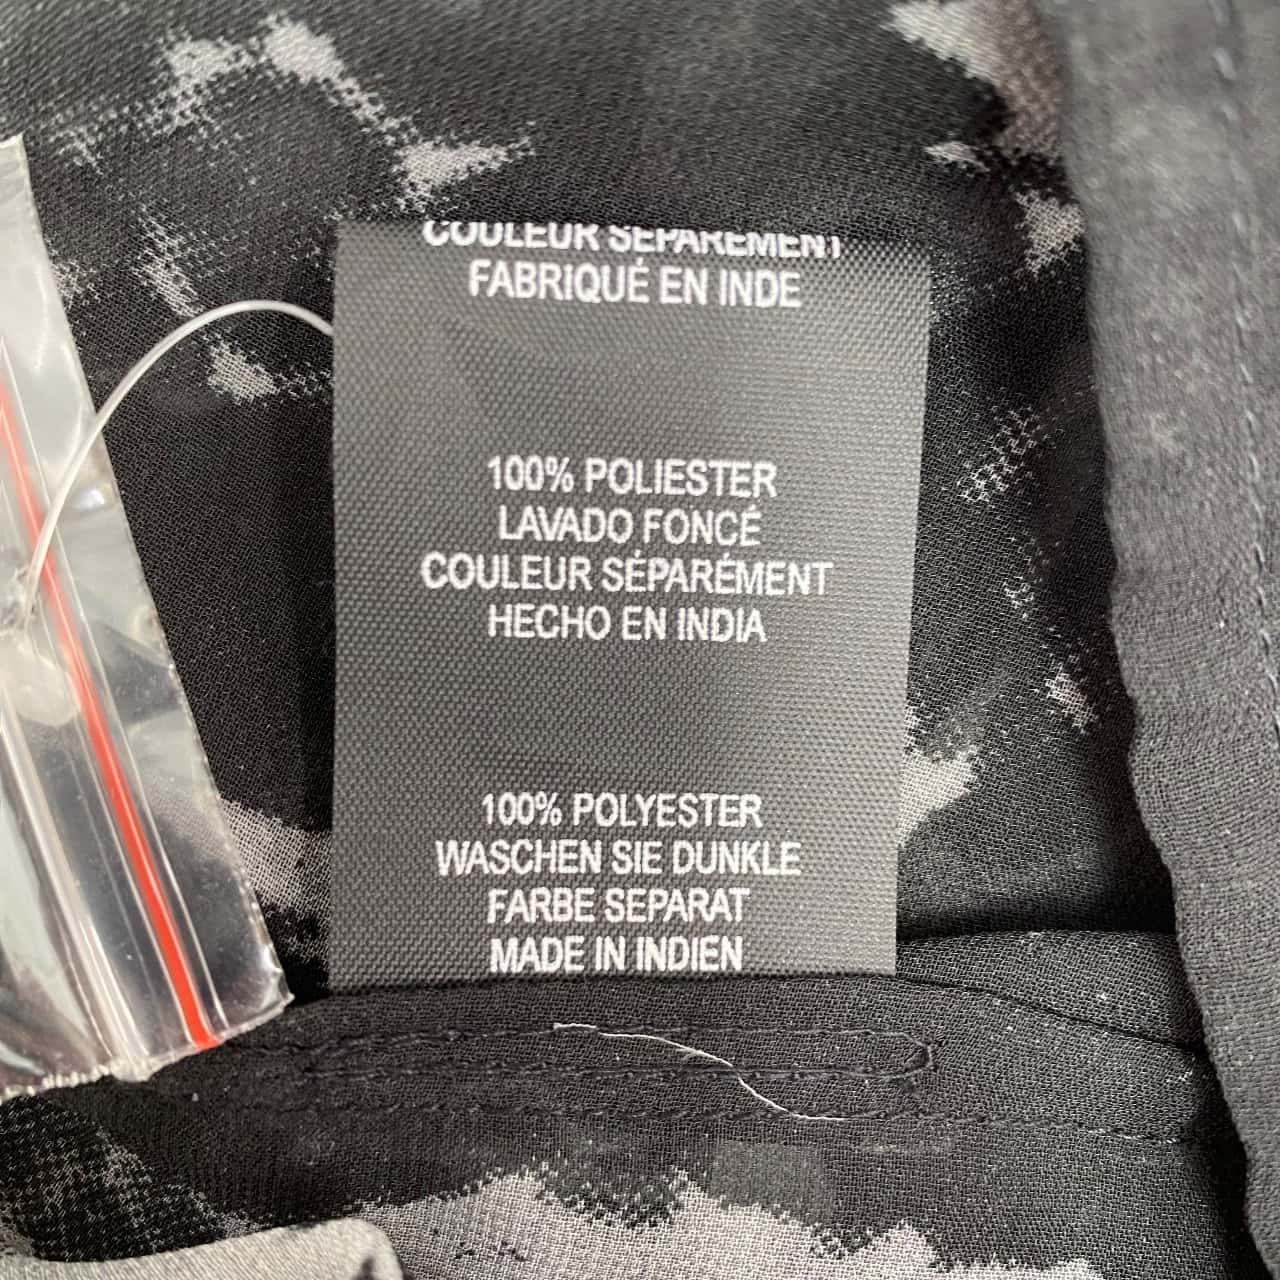 COULEUR SÉPARÉMENT
FABRIQUÉ EN INDE
100% POLIESTER
LAVADO FONCÉ
COULEUR SÉPARÉMENT
HECHO EN INDIA
100% POLYESTER
WASCHEN SIE DUNKLE
FARBE SEPARAT
MADE IN INDIEN